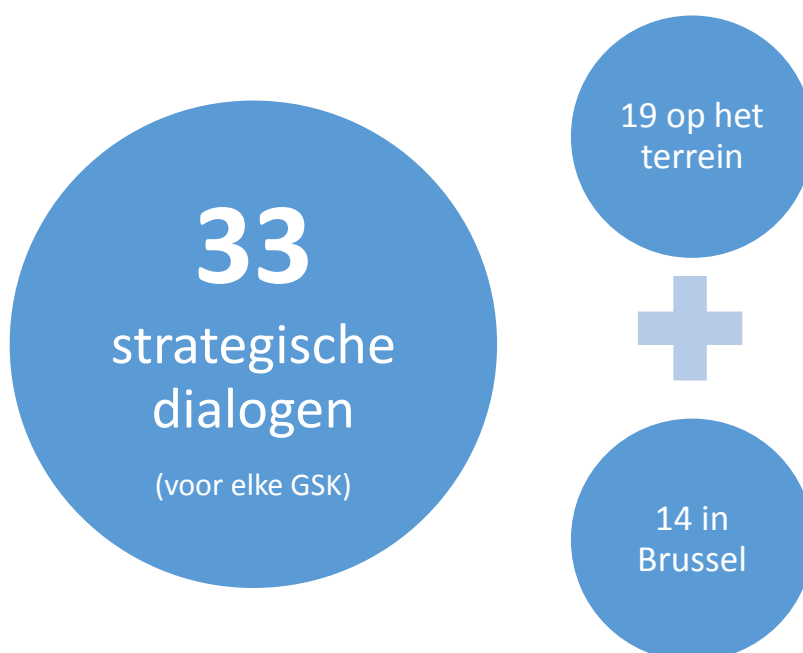 33
strategische
dialogen
(voor elke GSK)
19 op het
terrein
14 in
Brussel